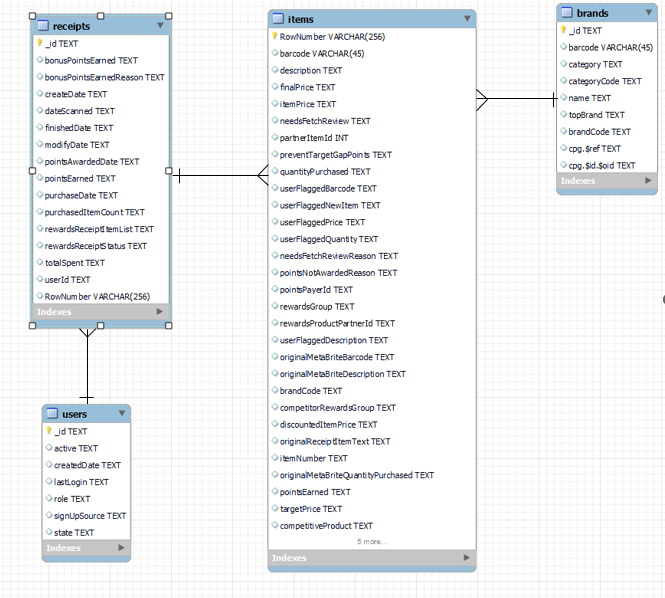 receipts
_id TEXT
bonusPointsEarned TEXT
bonusPointsEarnedReason TEXT
createDate TEXT
dateScanned TEXT
finishedDate TEXT
modifyDate TEXT
pointsAwardedDate TEXT
pointsEarned TEXT
purchaseDate TEXT
purchasedItemCount TEXT
rewardsReceiptItemList TEXT
rewardsReceiptStatus TEXT
totalSpent TEXT
userId TEXT
RowNumber VARCHAR(256)
Indexes
users
_id TEXT
active TEXT
createdDate TEXT
lastLogin TEXT
role TEXT
signUpSource TEXT
state TEXT
Indexes
items
RowNumber VARCHAR(256)
barcode VARCHAR(45)
description TEXT
finalPrice TEXT
itemPrice TEXT
needsFetchReview TEXT
partnerItemId INT
preventTargetGapPoints TEXT
quantityPurchased TEXT
userFlaggedBarcode TEXT
userFlaggedNewItem TEXT
userFlaggedPrice TEXT
userFlaggedQuantity TEXT
needsFetchReviewReason TEXT
pointsNotAwardedReason TEXT
pointsPayerId TEXT
rewardsGroup TEXT
rewardsProductPartnerId TEXT
userFlaggedDescription TEXT
originalMetaBriteBarcode TEXT
originalMetaBriteDescription TEXT
brandCode TEXT
competitorRewardsGroup TEXT
discountedItemPrice TEXT
originalReceiptItemText TEXT
itemNumber TEXT
originalMetaBriteQuantityPurchased TEXT
pointsEarned TEXT
targetPrice TEXT
competitiveProduct TEXT
5 more...
Indexes
brands
_id TEXT
barcode VARCHAR(45)
category TEXT
categoryCode TEXT
name TEXT
topBrand TEXT
brandCode TEXT
cpg.$ref TEXT
cpg.$id.$oid TEXT
Indexes